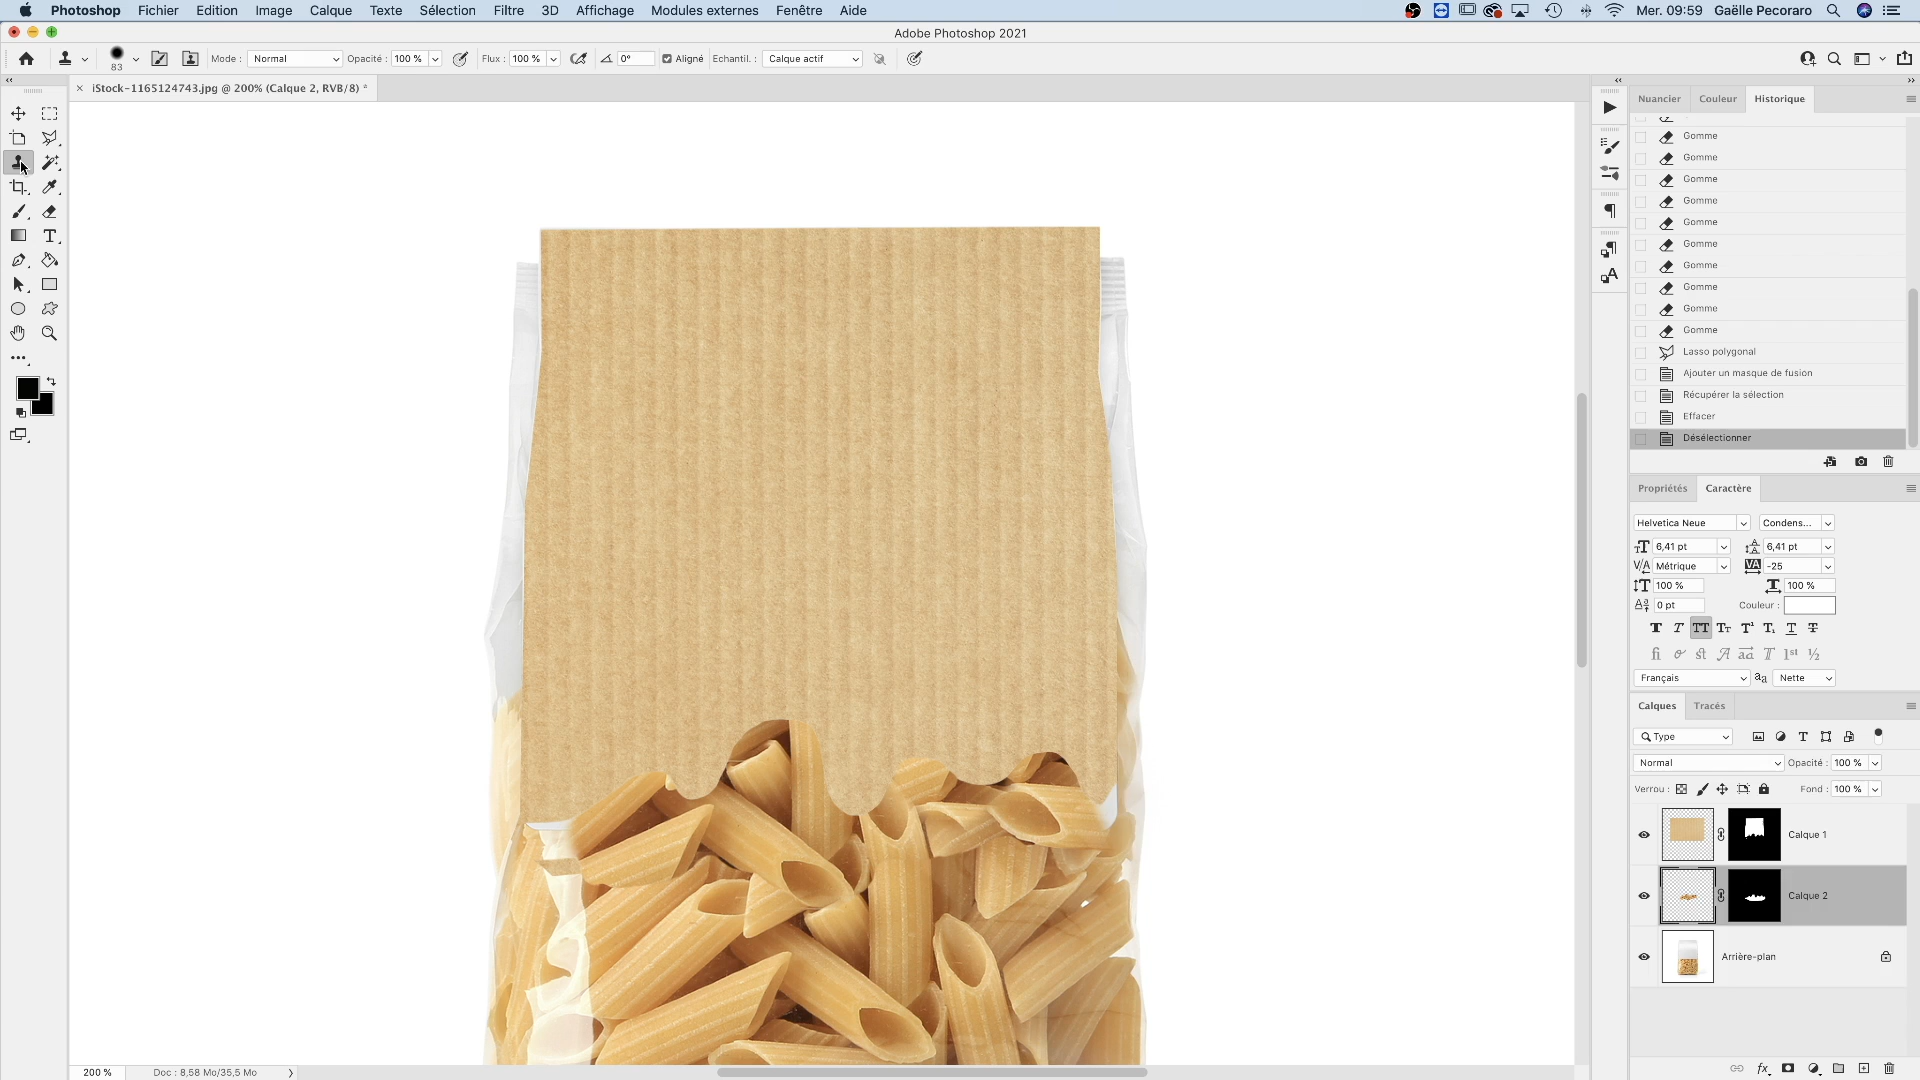 Photoshop Fichier Edition Image Calque Texte Sélection Filtre 3D Affichage Modules externes Fenêtre Aide Mer. 09:59 Gaëlle Pecoraro
Adobe Photoshop 2021
83 Mode : Normal Opacité : 100 % Flux : 100 % 0° Aligné Echantil. : Calque actif
iStock-1165124743.jpg @ 200% (Calque 2, RVB/8) *
Nuancier Couleur Historique
Gomme
Gomme
Gomme
Gomme
Gomme
Gomme
Gomme
Gomme
Gomme
Gomme
Lasso polygonal
Ajouter un masque de fusion
Récupérer la sélection
Effacer
Désélectionner
Propriétés Caractère
Helvetica Neue Condens...
6,41 pt 6,41 pt
Métrique -25
100 % 100 %
0 pt Couleur :
Français Nette
Calques Tracés
Type
Normal Opacité : 100 %
Verrou : Fond : 100 %
Calque 1
Calque 2
Arrière-plan
200 % Doc : 8,58 Mo/35,5 Mo